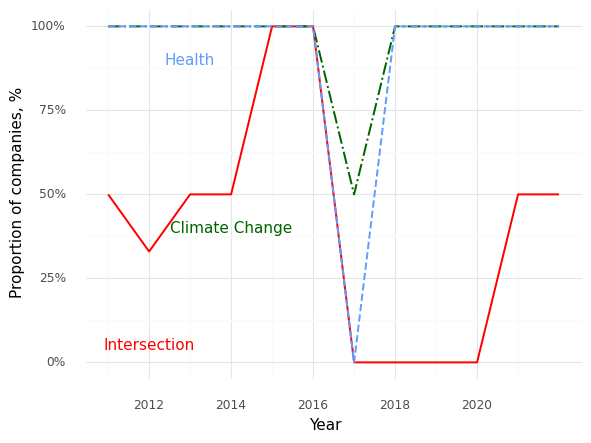 100%
Health
75%
50%
Climate Change
25%
Intersection
0%
2012 2014 2016 2018 2020
Year
Proportion of companies, %